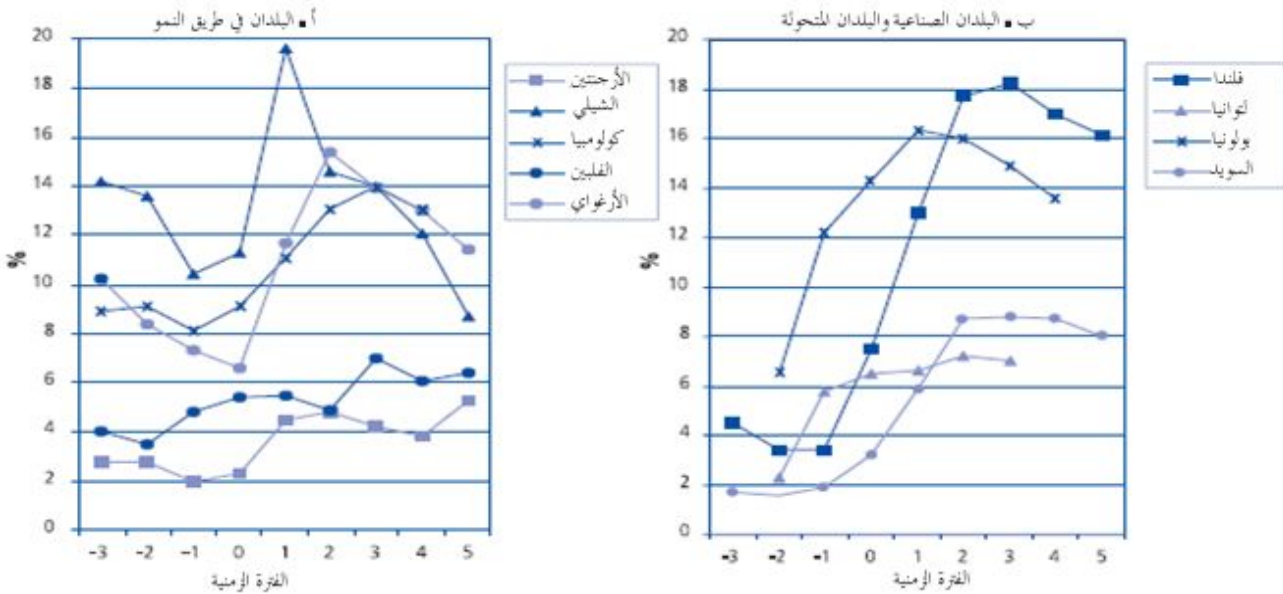 أ ▪ البلدان في طريق النمو
20
18
16
14
12
10
8
6
4
2
0
%
-3 -2 -1 0 1 2 3 4 5
الفترة الزمنية
الأرجنتين
الشيلي
كولومبيا
الفلبين
الأرغواي
ب ▪ البلدان الصناعية والبلدان المتحولة
20
18
16
14
12
10
8
6
4
2
0
%
-3 -2 -1 0 1 2 3 4 5
الفترة الزمنية
فلندا
لتوانيا
بولونيا
السويد